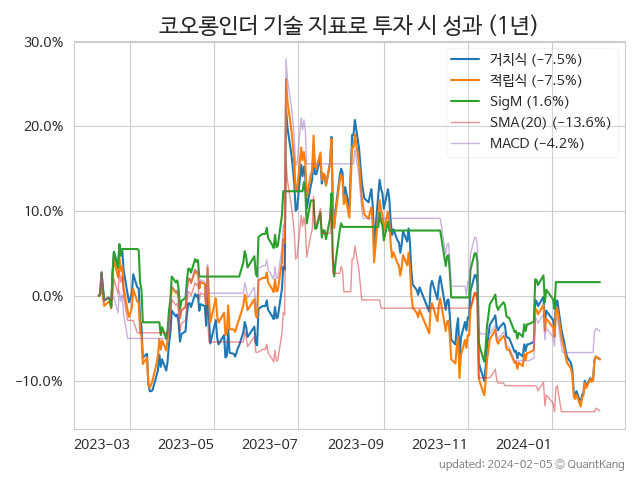 코오롱인더 기술 지표로 투자 시 성과 (1년)
30.0%
20.0%
10.0%
0.0%
−10.0%
거치식 (−7.5%)
적립식 (−7.5%)
SigM (1.6%)
SMA(20) (−13.6%)
MACD (−4.2%)
2023-03 2023-05 2023-07 2023-09 2023-11 2024-01
updated: 2024-02-05 © QuantKang